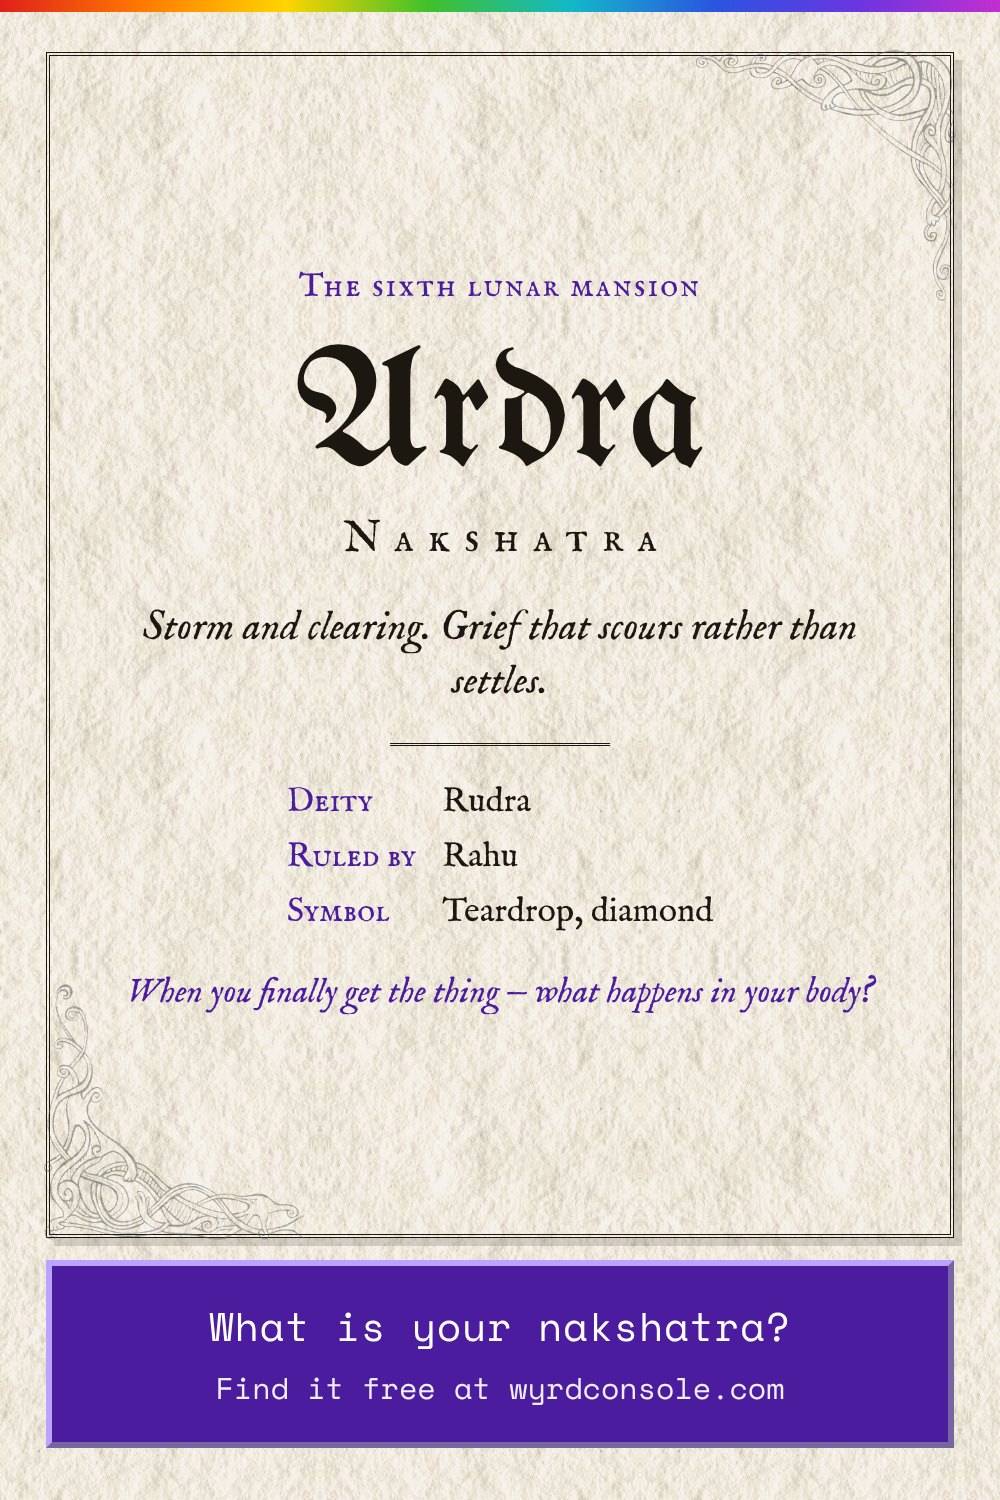 The sixth lunar mansion
Ardra
Nakshatra
Storm and clearing. Grief that scours rather than
settles.
Deity Rudra
Ruled by Rahu
Symbol Teardrop, diamond
When you finally get the thing – what happens in your body?
What is your nakshatra?
Find it free at wyrdconsole.com